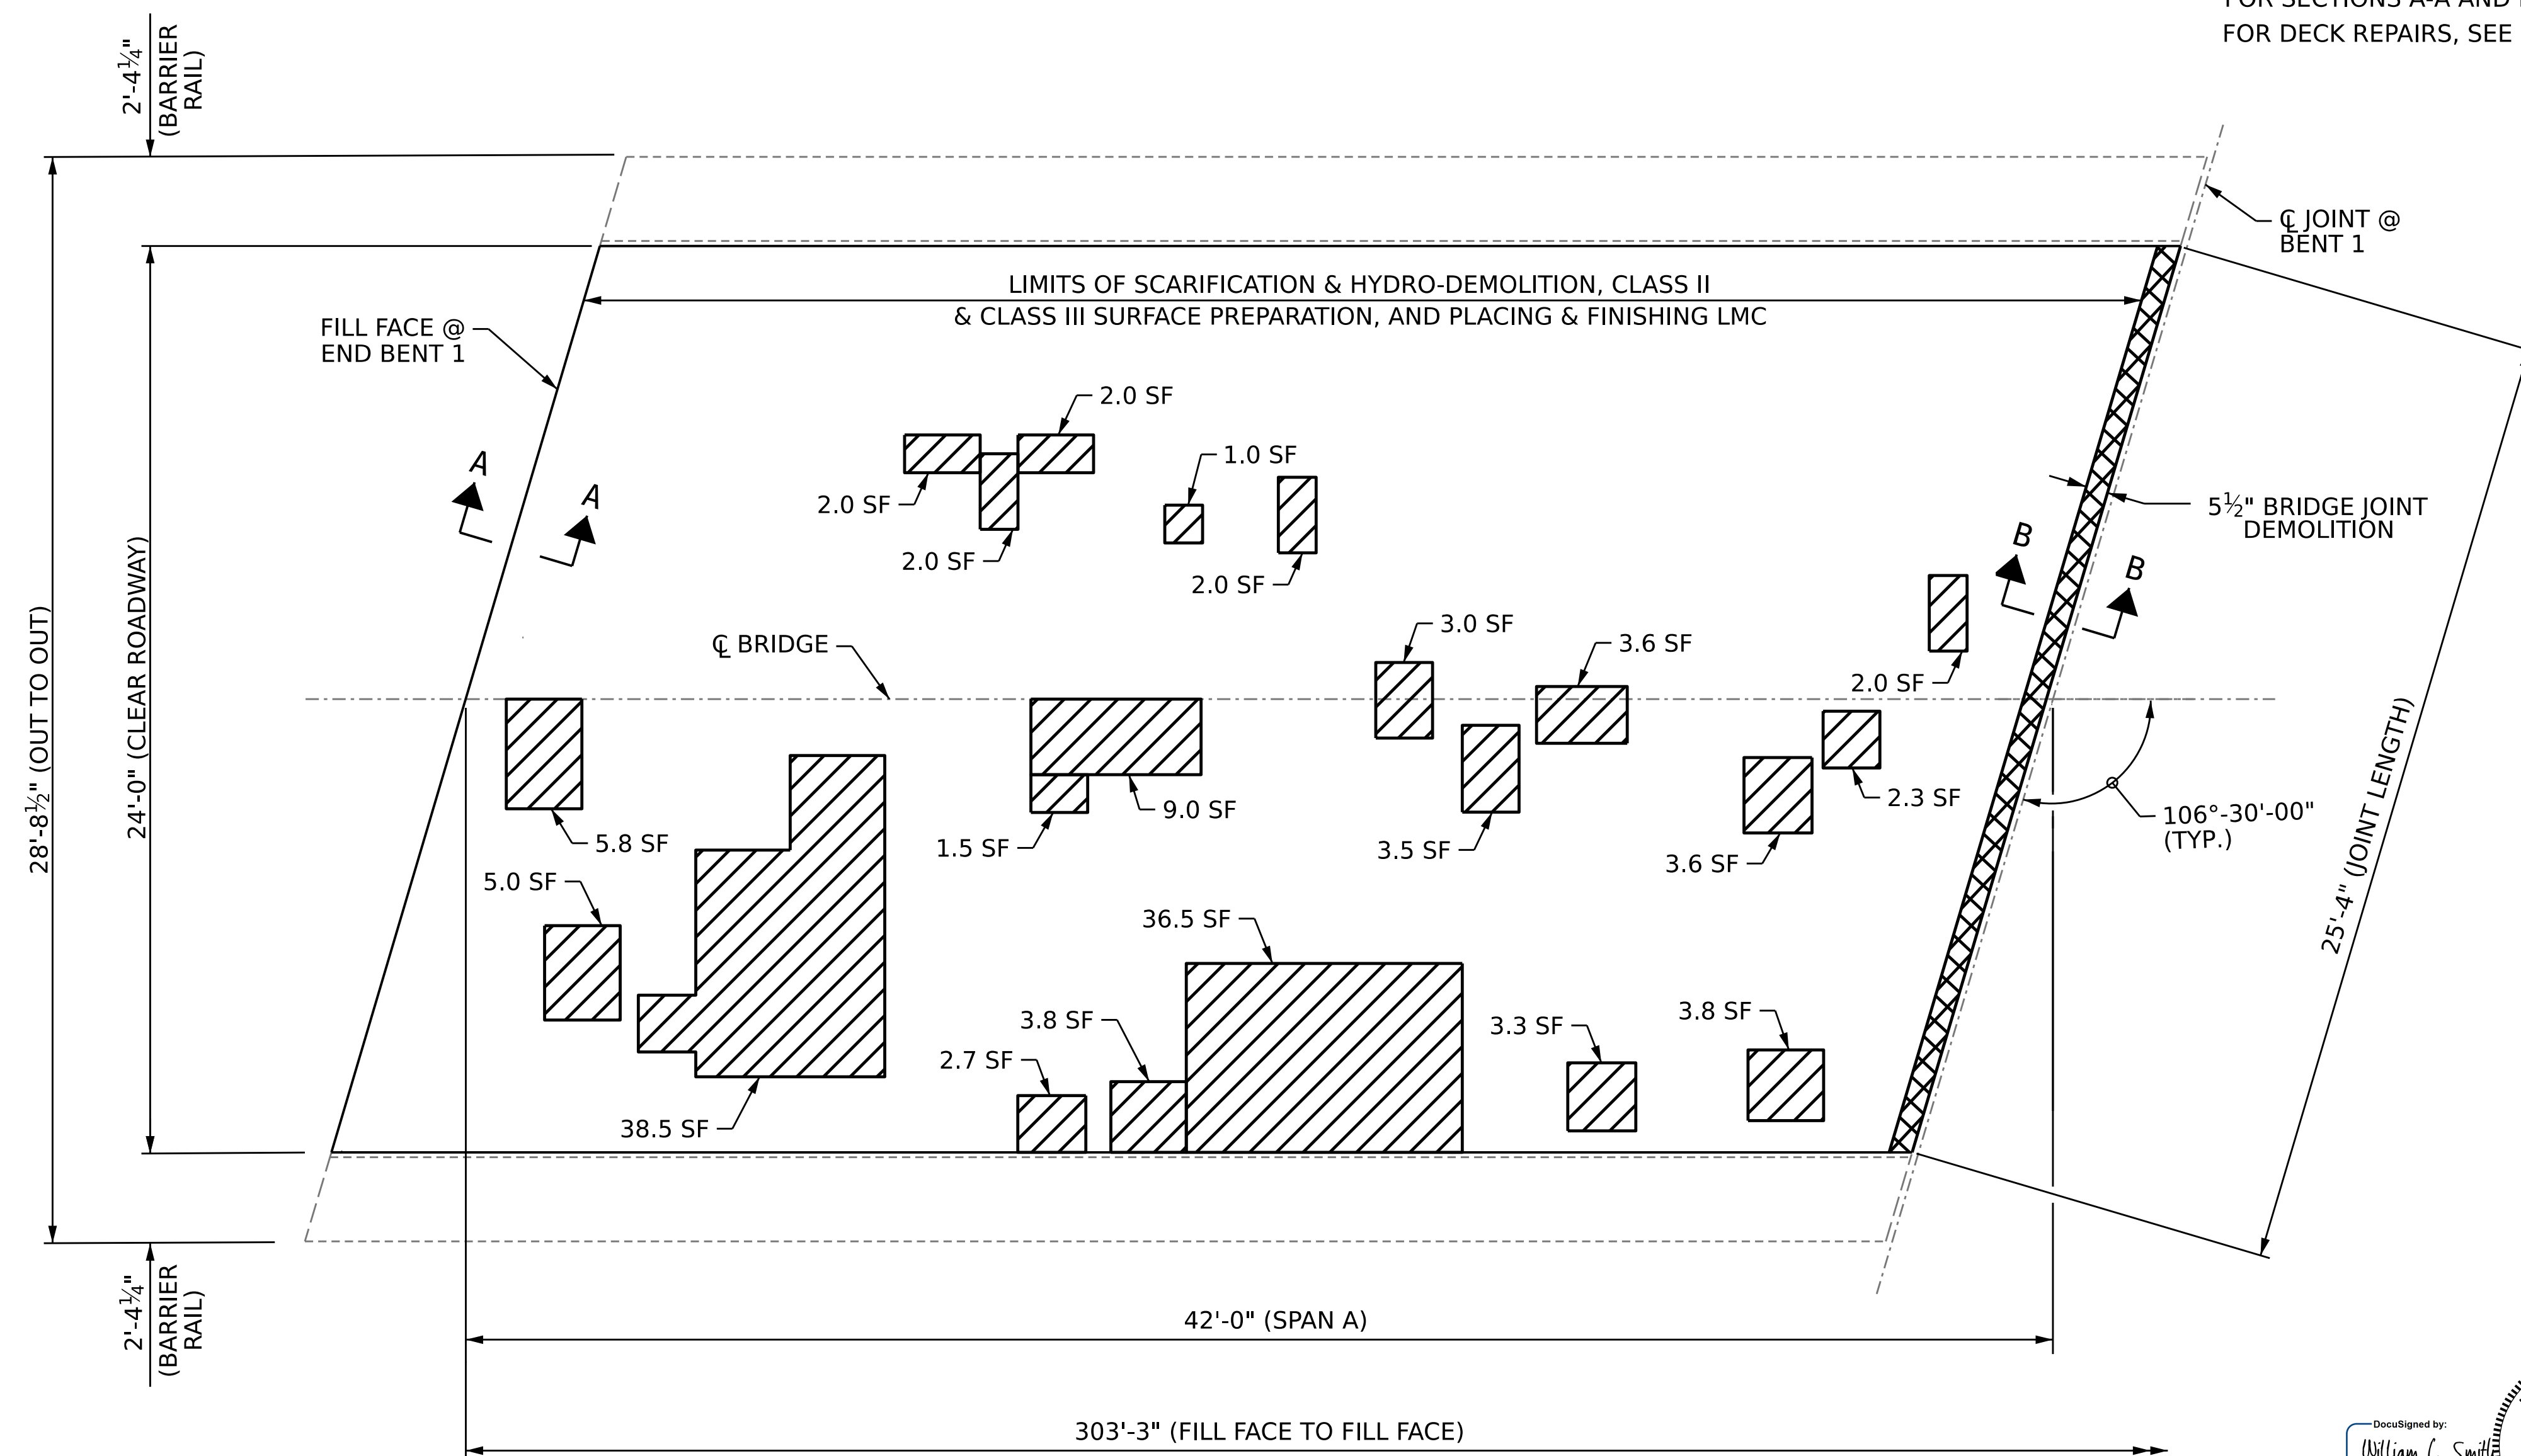 FOR SECTIONS A-A AND
FOR DECK REPAIRS, SEE
2'-4¼"
(BARRIER
RAIL)
℄ JOINT @
BENT 1
LIMITS OF SCARIFICATION & HYDRO-DEMOLITION, CLASS II
& CLASS III SURFACE PREPARATION, AND PLACING & FINISHING LMC
FILL FACE @
END BENT 1
2.0 SF
1.0 SF
A
A
2.0 SF
2.0 SF
2.0 SF
5½" BRIDGE JOINT
DEMOLITION
B
B
28'-8½" (OUT TO OUT)
24'-0" (CLEAR ROADWAY)
℄ BRIDGE
3.0 SF
3.6 SF
2.0 SF
5.8 SF
1.5 SF
9.0 SF
3.5 SF
3.6 SF
2.3 SF
106°-30'-00"
(TYP.)
25'-4" (JOINT LENGTH)
5.0 SF
36.5 SF
3.8 SF
2.7 SF
3.3 SF
3.8 SF
38.5 SF
2'-4¼"
(BARRIER
RAIL)
42'-0" (SPAN A)
303'-3" (FILL FACE TO FILL FACE)
DocuSigned by:
William C. Smith